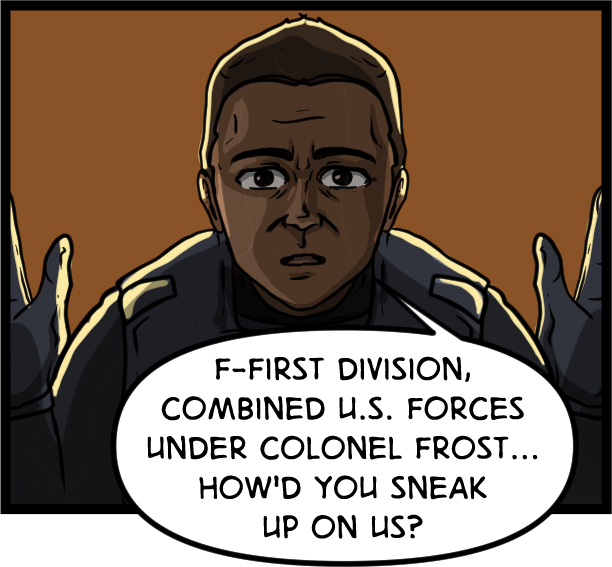 F-FIRST DIVISION,
COMBINED U.S. FORCES
UNDER COLONEL FROST...
HOW'D YOU SNEAK
UP ON US?